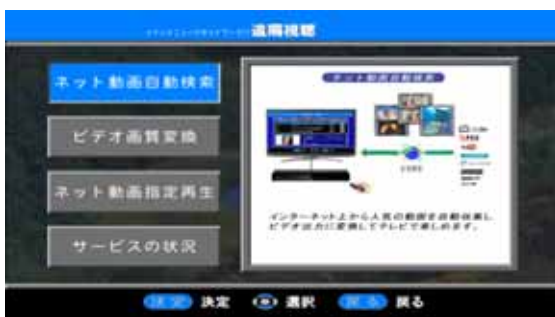 遠隔視聴
ネット動画自動検索
ビデオ画質変換
ネット動画指定再生
サービスの状況
ネット動画自動検索
インターネット上から人気の動画を自動収集し
ビデオ出力に変換してテレビで楽しめます。
決定 決定 選択 戻る 戻る